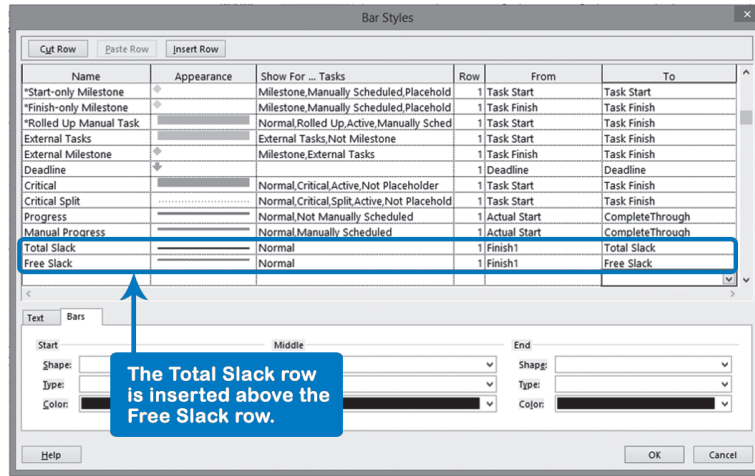 Bar Styles
Cut Row Paste Row Insert Row
Name Appearance Show For ... Tasks Row From To
*Start-only Milestone Milestone,Manually Scheduled,Placehold 1 Task Start Task Start
*Finish-only Milestone Milestone,Manually Scheduled,Placehold 1 Task Finish Task Finish
*Rolled Up Manual Task Normal,Rolled Up,Active,Manually Sched 1 Task Start Task Finish
External Tasks External Tasks,Not Milestone 1 Task Start Task Finish
External Milestone Milestone,External Tasks 1 Task Finish Task Finish
Deadline 1 Deadline Deadline
Critical Normal,Critical,Active,Not Placeholder 1 Task Start Task Finish
Critical Split Normal,Critical,Split,Active,Not Placehold 1 Task Start Task Finish
Progress Normal,Not Manually Scheduled 1 Actual Start CompleteThrough
Manual Progress Normal,Manually Scheduled 1 Actual Start CompleteThrough
Total Slack Normal 1 Finish1 Total Slack
Free Slack Normal 1 Finish1 Free Slack
Text Bars
Start Middle End
Shape: Shape:
Type: Type:
Color: Color:
The Total Slack row
is inserted above the
Free Slack row.
Help OK Cancel